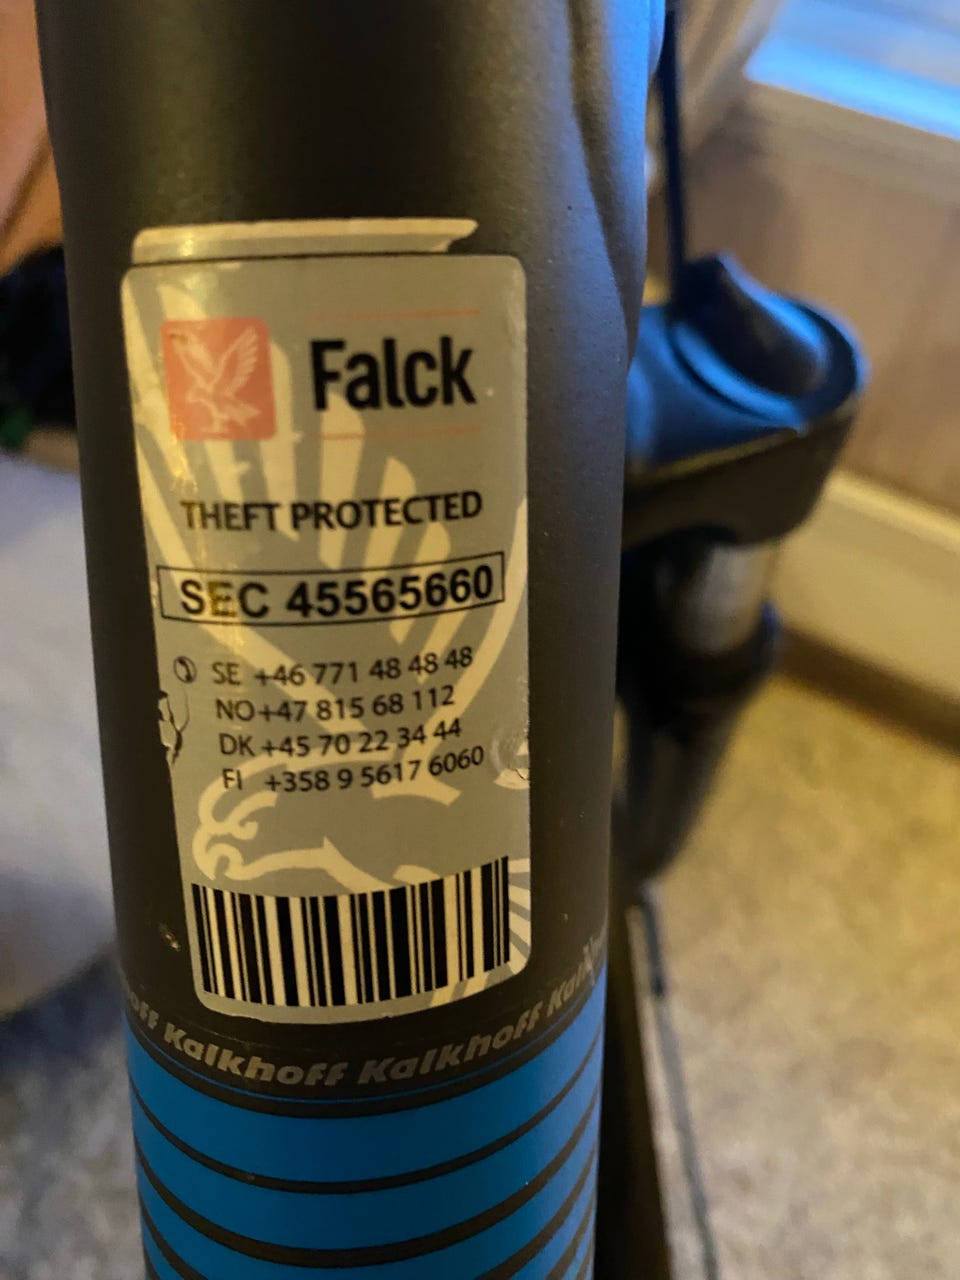 Falck
THEFT PROTECTED
SEC 45565660
SE +46 771 48 48 48
NO +47 815 68 112
DK +45 70 22 34 44
FI +358 9 5617 6060
Kalkhoff Kalkhoff